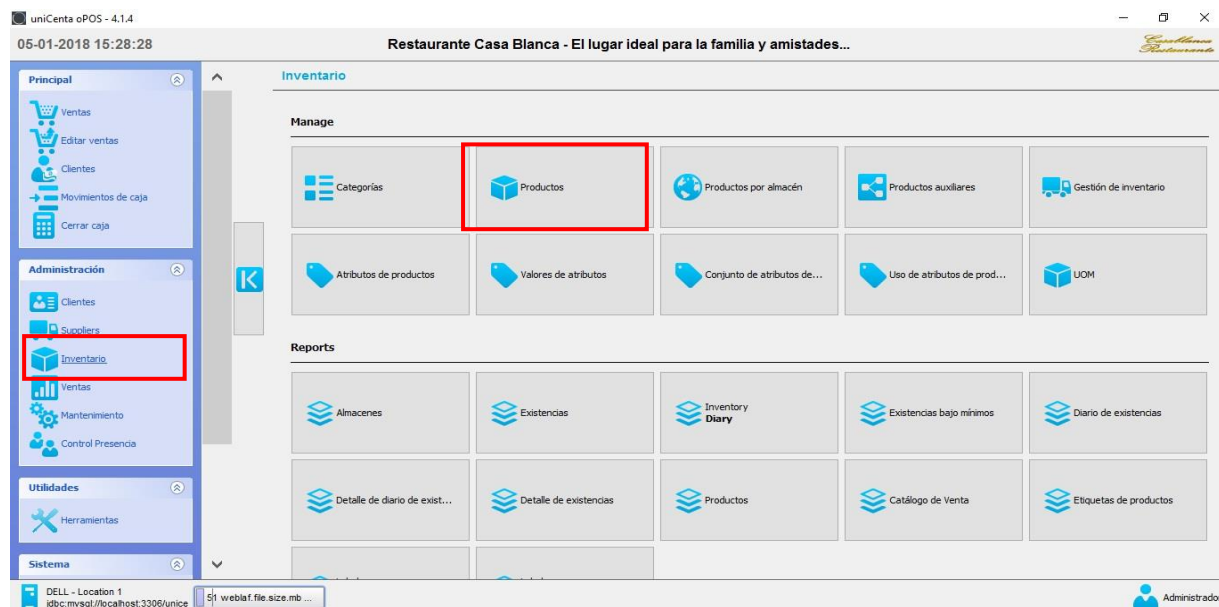 uniCenta oPOS - 4.1.4
05-01-2018 15:28:28
Restaurante Casa Blanca - El lugar ideal para la familia y amistades...
Casablanca
Restaurante
Principal
Ventas
Editar ventas
Clientes
Movimientos de caja
Cerrar caja
Administración
Clientes
Suppliers
Inventario
Ventas
Mantenimiento
Control Presencia
Utilidades
Herramientas
Sistema
Inventario
Manage
Categorías
Productos
Productos por almacén
Productos auxiliares
Gestión de inventario
Atributos de productos
Valores de atributos
Conjunto de atributos de...
Uso de atributos de prod...
UOM
Reports
Almacenes
Existencias
Inventory
Diary
Existencias bajo mínimos
Diario de existencias
Detalle de diario de exist...
Detalle de existencias
Productos
Catálogo de Venta
Etiquetas de productos
DELL - Location 1
jdbc:mysql://localhost:3306/unice
51 weblaf.file.size.mb ...
Administrador